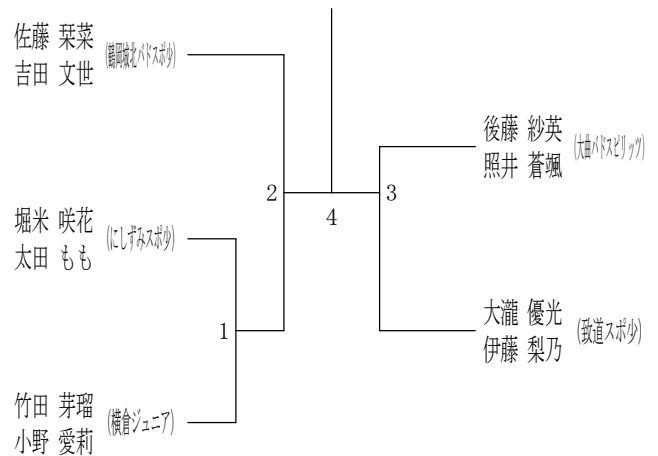 佐藤 栞菜
吉田 文世
(鶴岡城北バドスポ少)
堀米 咲花
太田 もも
(にしずみスポ少)
竹田 芽瑠
小野 愛莉
(横倉ジュニア)
後藤 紗英
照井 蒼颯
(大曲バドスピリッツ)
大瀧 優光
伊藤 梨乃
(致道スポ少)
1
2
3
4